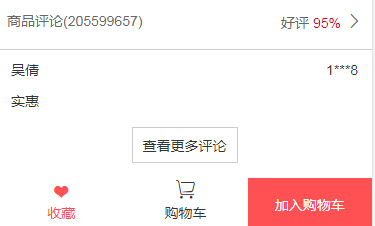 商品评论(205599657) 好评 95%
吴倩 1***8
实惠
查看更多评论
收藏 购物车 加入购物车